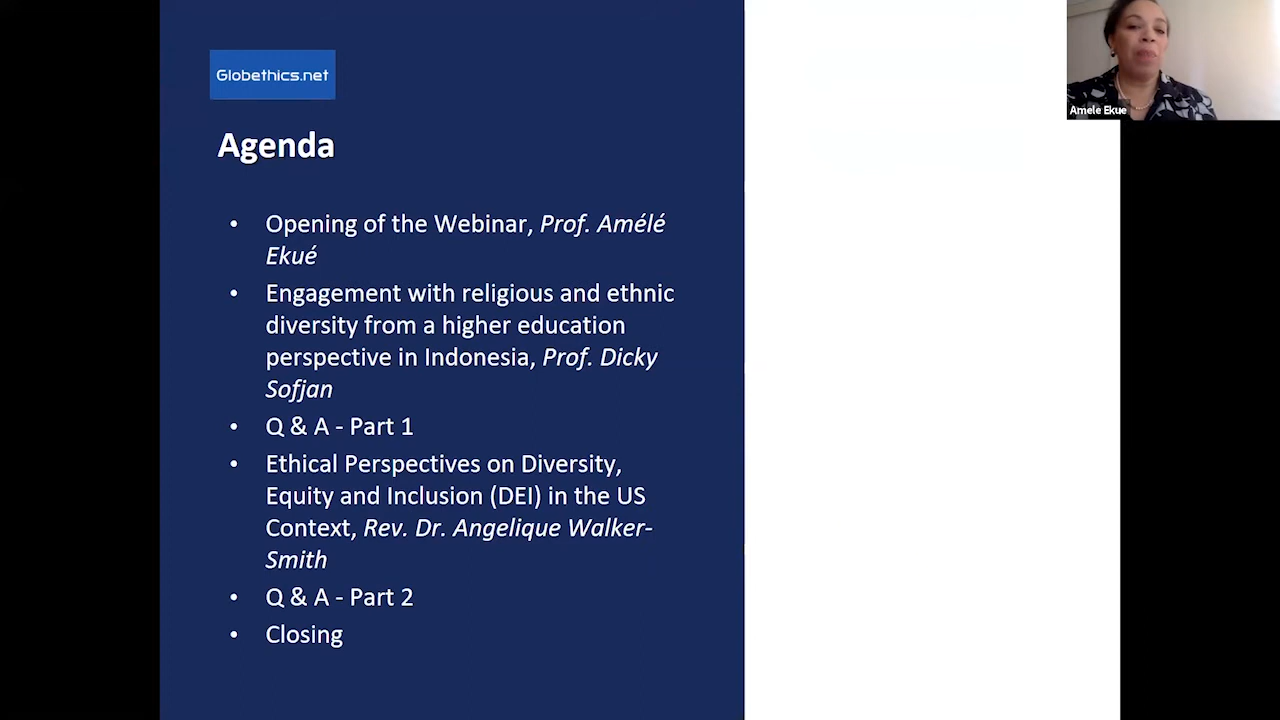 Globethics.net
Agenda
• Opening of the Webinar, Prof. Amélé
Ekué
• Engagement with religious and ethnic
diversity from a higher education
perspective in Indonesia, Prof. Dicky
Sofjan
• Q & A - Part 1
• Ethical Perspectives on Diversity,
Equity and Inclusion (DEI) in the US
Context, Rev. Dr. Angelique Walker-
Smith
• Q & A - Part 2
• Closing
Amele Ekue